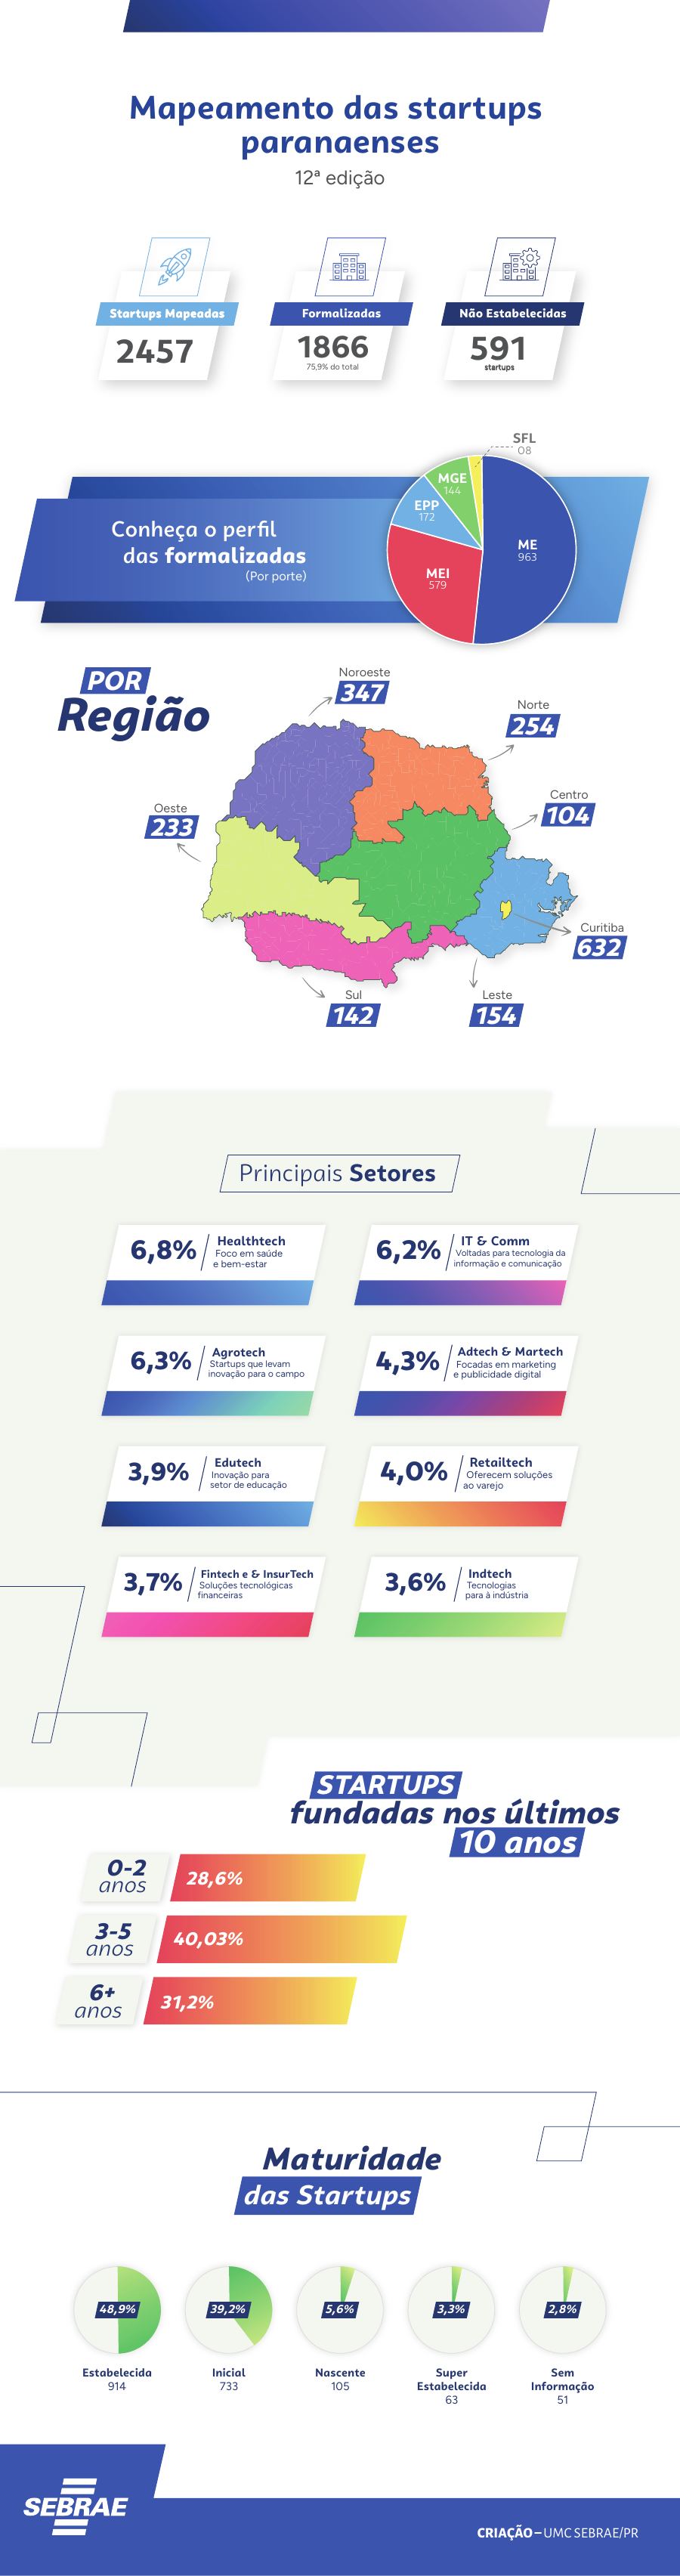 Mapeamento das startups
paranaenses
12ª edição
Startups Mapeadas
2457
Formalizadas
1866
75,9% do total
Não Estabelecidas
591
startups
Conheça o perfil
das formalizadas
(Por porte)
SFL
08
MGE
144
EPP
172
MEI
579
ME
963
POR
Região
Noroeste
347
Norte
254
Centro
104
Oeste
233
Curitiba
632
Sul
142
Leste
154
Principais Setores
6,8%
Healthtech
Foco em saúde
e bem-estar
6,2%
IT & Comm
Voltadas para tecnologia da
informação e comunicação
6,3%
Agrotech
Startups que levam
inovação para o campo
4,3%
Adtech & Martech
Focadas em marketing
e publicidade digital
3,9%
Edutech
Inovação para
setor de educação
4,0%
Retailtech
Oferecem soluções
ao varejo
3,7%
Fintech e & InsurTech
Soluções tecnológicas
financeiras
3,6%
Indtech
Tecnologias
para à indústria
STARTUPS
fundadas nos últimos
10 anos
0-2
anos
28,6%
3-5
anos
40,03%
6+
anos
31,2%
Maturidade
das Startups
48,9%
Estabelecida
914
39,2%
Inicial
733
5,6%
Nascente
105
3,3%
Super
Estabelecida
63
2,8%
Sem
Informação
51
SEBRAE
CRIAÇÃO – UMC SEBRAE/PR